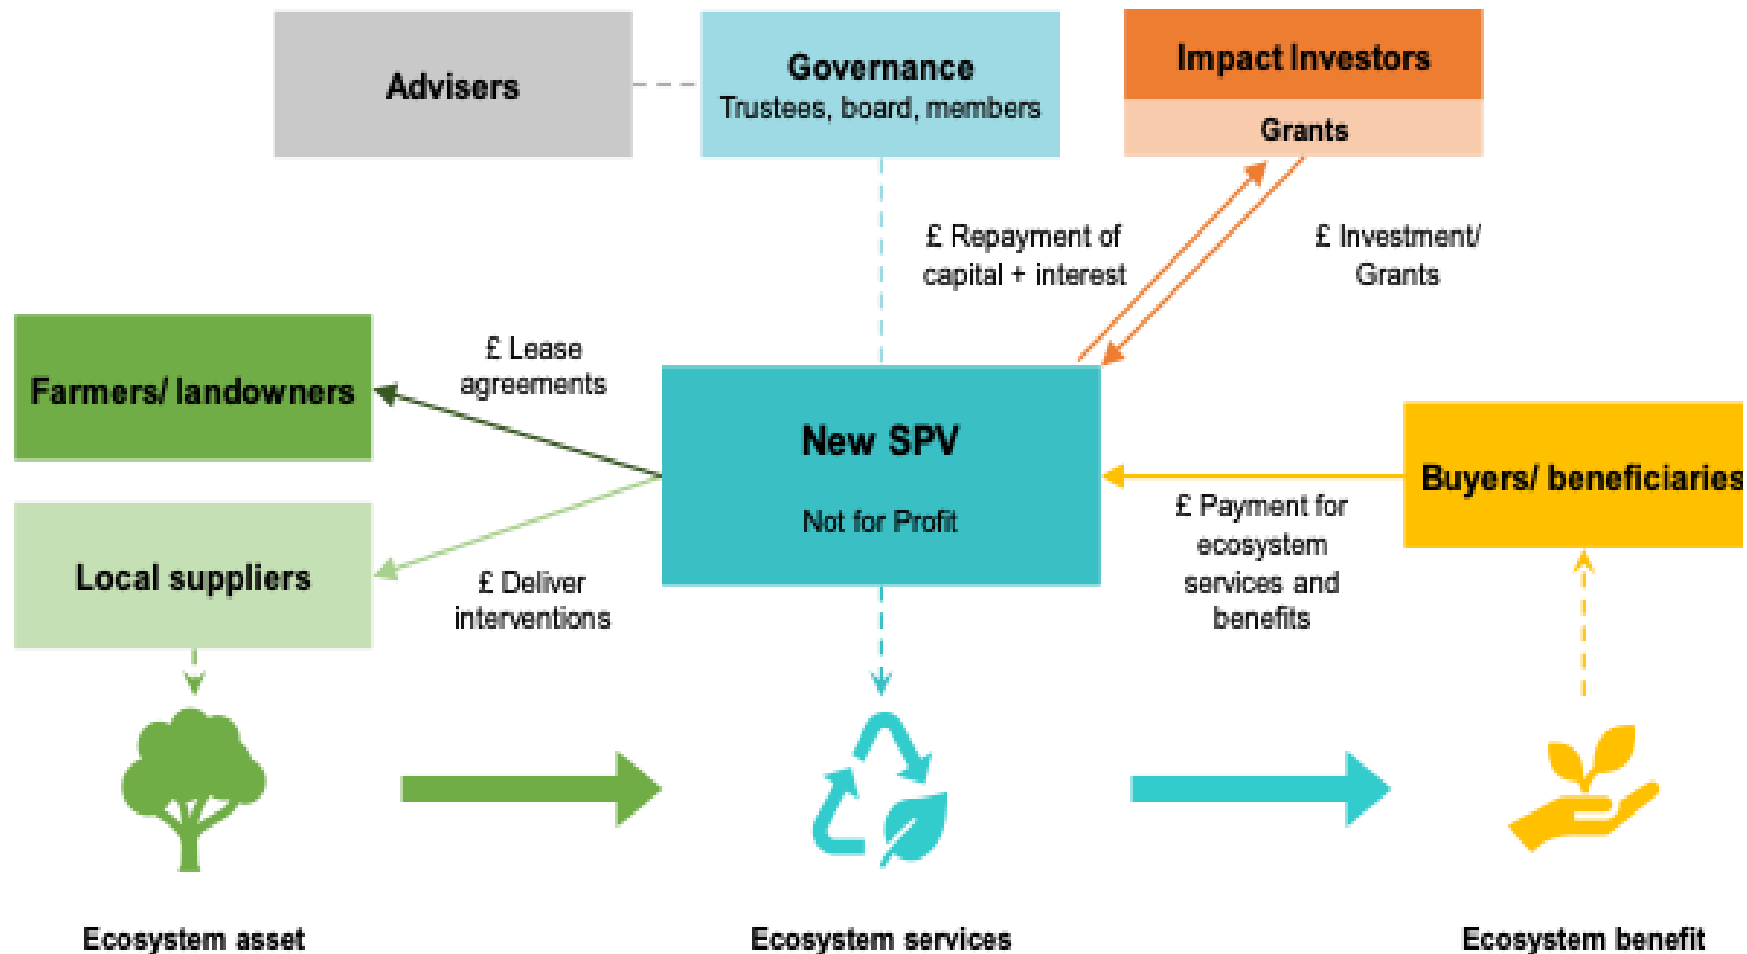 Advisers
Governance
Trustees, board, members
Impact Investors
Grants
£ Repayment of
capital + interest
£ Investment/
Grants
Farmers/ landowners
£ Lease
agreements
New SPV
Not for Profit
Buyers/ beneficiaries
£ Payment for
ecosystem
services and
benefits
Local suppliers
£ Deliver
interventions
Ecosystem asset
Ecosystem services
Ecosystem benefit